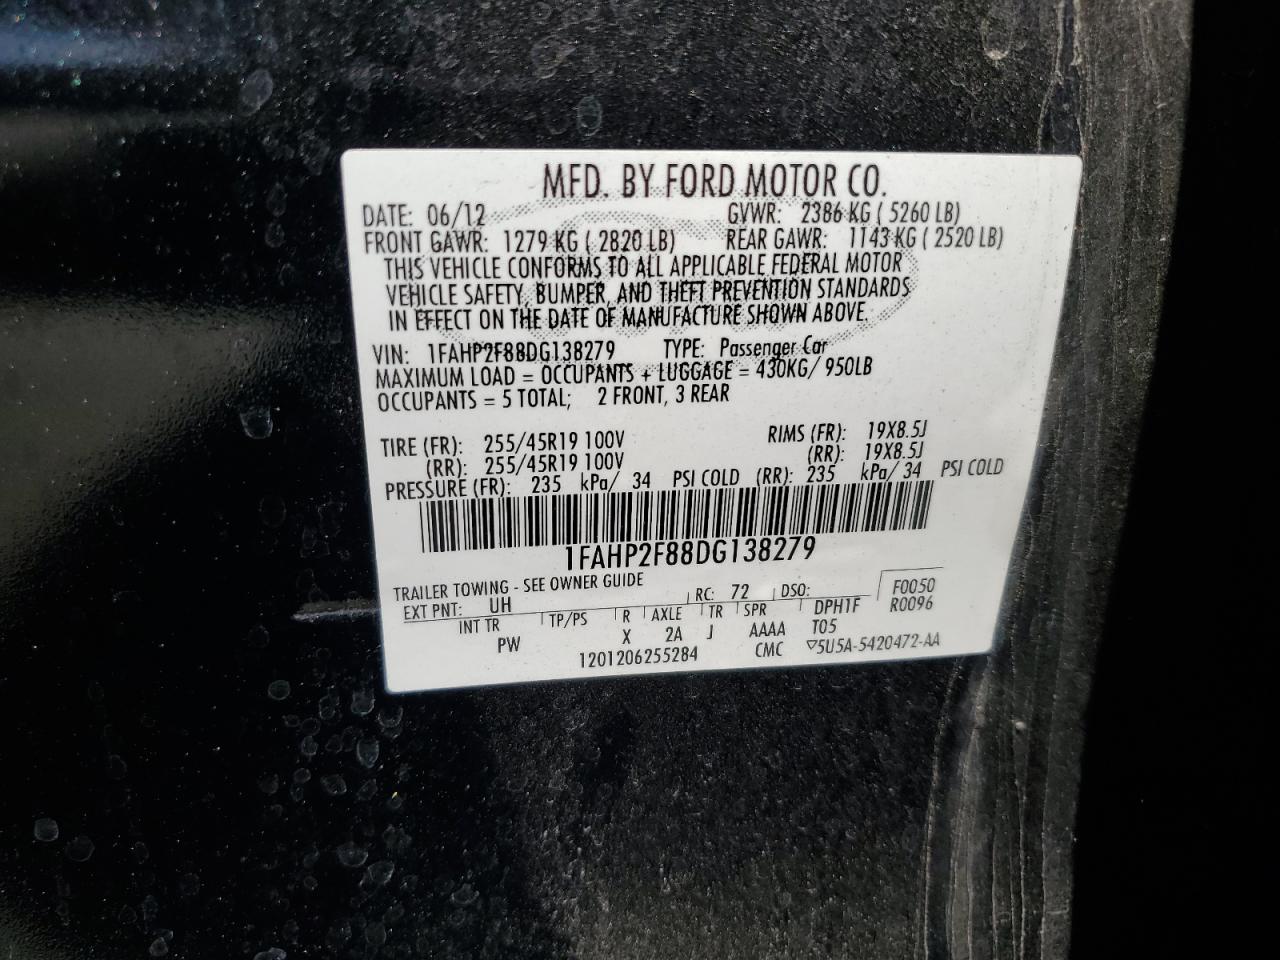 MFD. BY FORD MOTOR CO.
DATE: 06/12 GVWR: 2386 KG ( 5260 LB)
FRONT GAWR: 1279 KG ( 2820 LB) REAR GAWR: 1143 KG ( 2520 LB)
THIS VEHICLE CONFORMS TO ALL APPLICABLE FEDERAL MOTOR
VEHICLE SAFETY, BUMPER, AND THEFT PREVENTION STANDARDS
IN EFFECT ON THE DATE OF MANUFACTURE SHOWN ABOVE.
VIN: 1FAHP2F88DG138279 TYPE: Passenger Car
MAXIMUM LOAD = OCCUPANTS + LUGGAGE = 430KG/ 950LB
OCCUPANTS = 5 TOTAL; 2 FRONT, 3 REAR
TIRE (FR): 255/45R19 100V RIMS (FR): 19X8.5J
(RR): 255/45R19 100V (RR): 19X8.5J
PRESSURE (FR): 235 kPa/ 34 PSI COLD (RR): 235 kPa/ 34 PSI COLD
1FAHP2F88DG138279
TRAILER TOWING - SEE OWNER GUIDE
EXT PNT: UH RC: 72 DSO: F0050
INT TR TP/PS R AXLE TR SPR DPH1F R0096
PW X 2A J AAAA T05
1201206255284 CMC ▽5U5A-5420472-AA